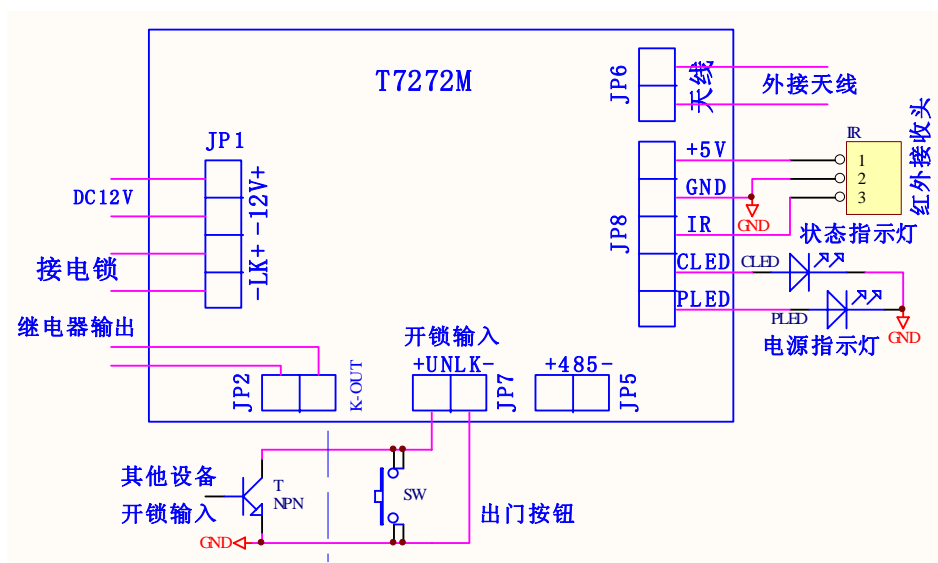 T7272M
JP6
天线
外接天线
JP1
DC12V
-LK+-12V+
接电锁
继电器输出
JP8
+5V
GND
IR
CLED
PLED
IR
1
2
3
红外接收头
GND
状态指示灯
CLED
PLED
电源指示灯
GND
JP2
K-OUT
开锁输入
+UNLK-
JP7
+485-
JP5
其他设备
开锁输入
T
NPN
GND
SW
出门按钮